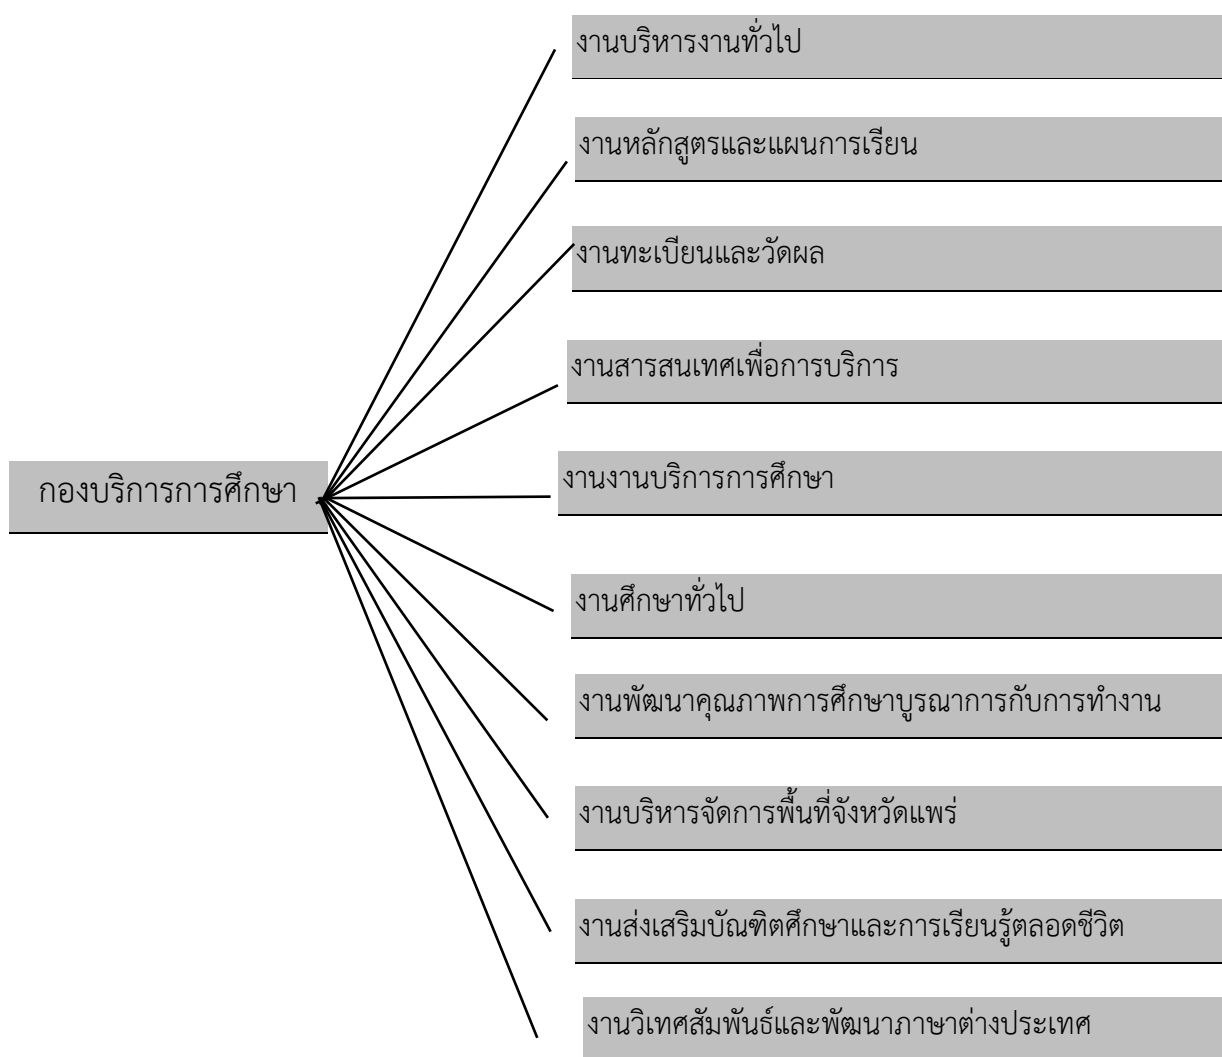 งานบริหารงานทั่วไป
งานหลักสูตรและแผนการเรียน
งานทะเบียนและวัดผล
งานสารสนเทศเพื่อการบริการ
กองบริการการศึกษา
งานงานบริการการศึกษา
งานศึกษาทั่วไป
งานพัฒนาคุณภาพการศึกษาบูรณาการกับการทำงาน
งานบริหารจัดการพื้นที่จังหวัดแพร่
งานส่งเสริมบัณฑิตศึกษาและการเรียนรู้ตลอดชีวิต
งานวิเทศสัมพันธ์และพัฒนาภาษาต่างประเทศ